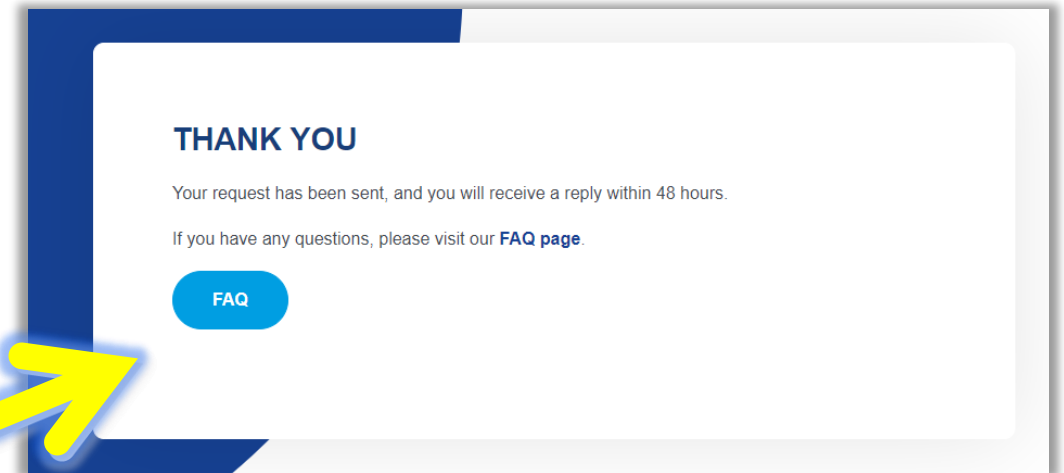 THANK YOU
Your request has been sent, and you will receive a reply within 48 hours.
If you have any questions, please visit our FAQ page.
FAQ